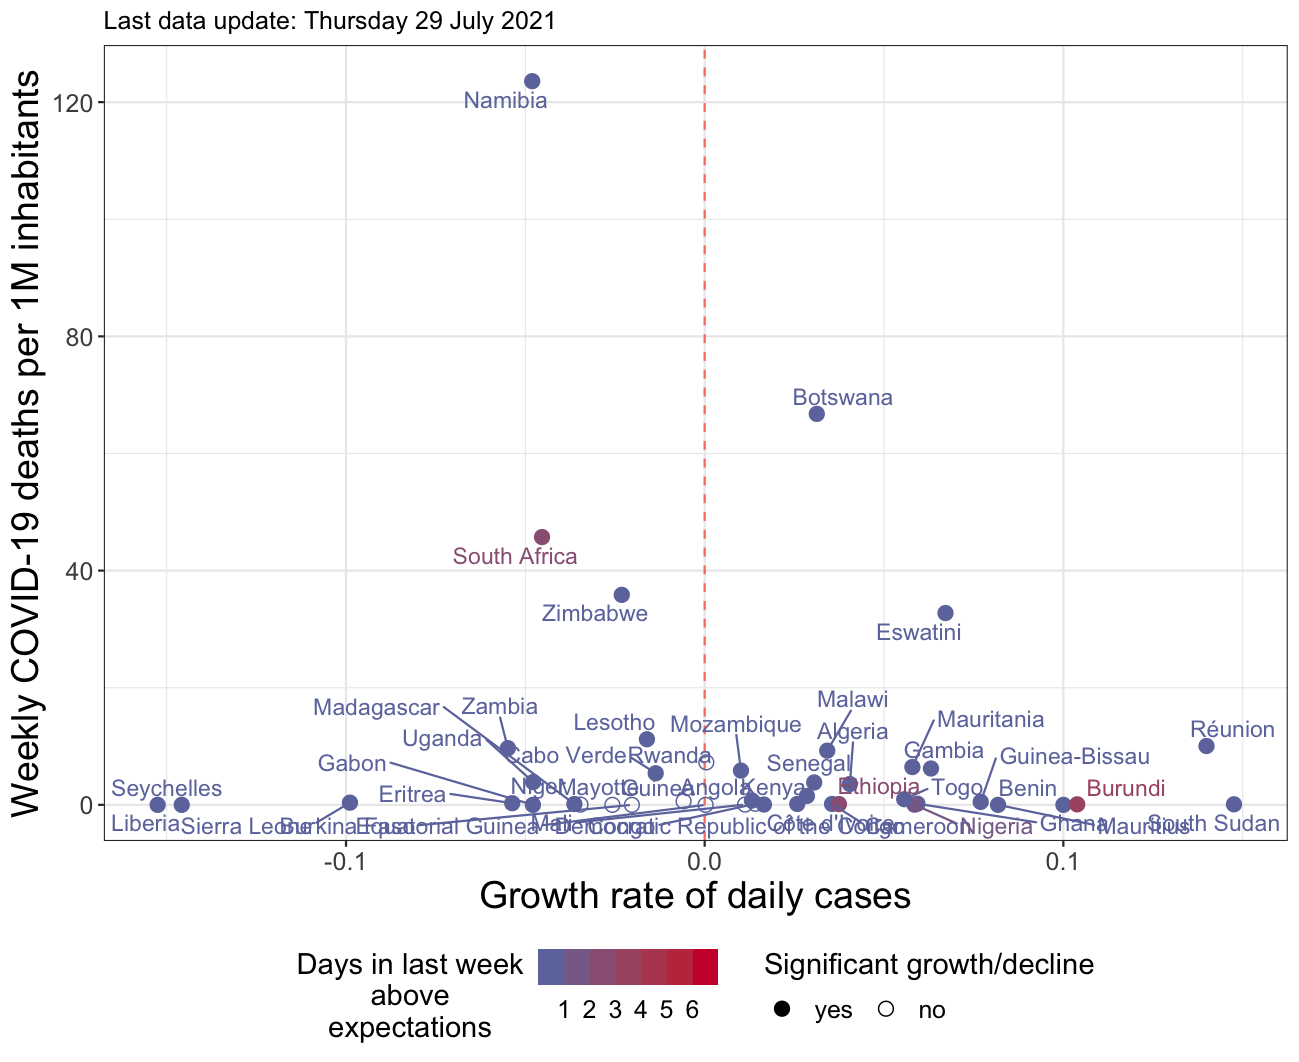 Last data update: Thursday 29 July 2021
Weekly COVID-19 deaths per 1M inhabitants
120
80
40
0
Namibia
Botswana
South Africa
Zimbabwe
Eswatini
Malawi
Madagascar
Zambia
Lesotho
Mozambique
Mauritania
Algeria
Réunion
Uganda
Cabo Verde
Rwanda
Gambia
Guinea-Bissau
Gabon
Senegal
Seychelles
Eritrea
Niger
Mayotte
Guinea
Angola
Kenya
Ethiopia
Togo
Benin
Burundi
Liberia
Sierra Leone
Burkina Faso
Equatorial Guinea
Mali
Democratic Republic of the Congo
Côte d'Ivoire
Cameroon
Nigeria
Ghana
Mauritius
South Sudan
-0.1
0.0
0.1
Growth rate of daily cases
Days in last week
above
expectations
1 2 3 4 5 6
Significant growth/decline
yes
no